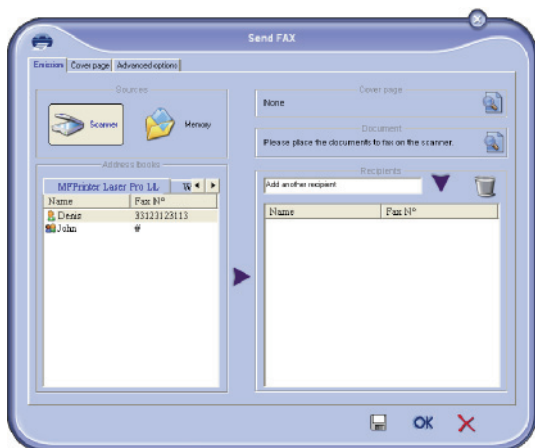 Send FAX
Emission Cover page Advanced options
Sources
Scanner
Memory
Cover page
None
Document
Please place the documents to fax on the scanner.
Address books
MFPrinter Laser Pro LL W
Name Fax N°
Denis 33123123113
John #
Recipients
Add another recipient
Name Fax N°
OK